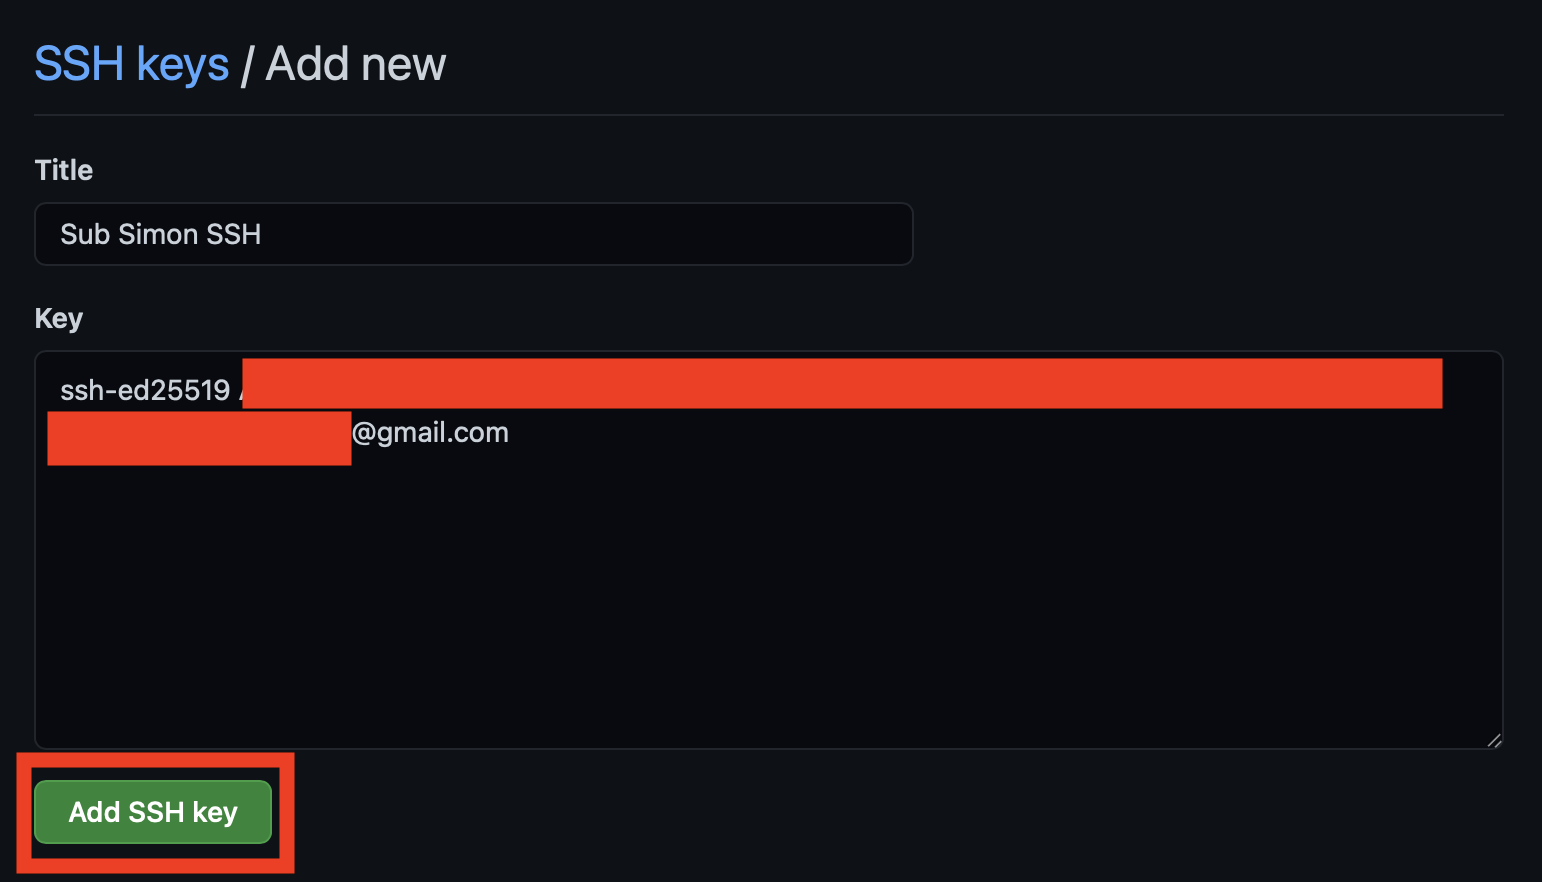 SSH keys / Add new
Title
Sub Simon SSH
Key
ssh-ed25519
@gmail.com
Add SSH key